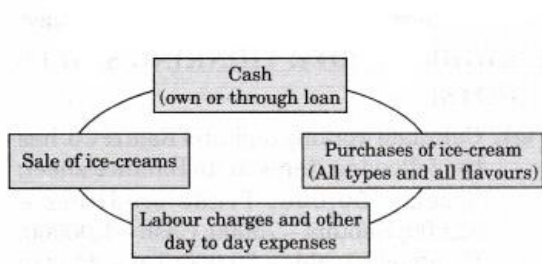 Cash
(own or through loan
Sale of ice-creams
Purchases of ice-cream
(All types and all flavours)
Labour charges and other
day to day expenses